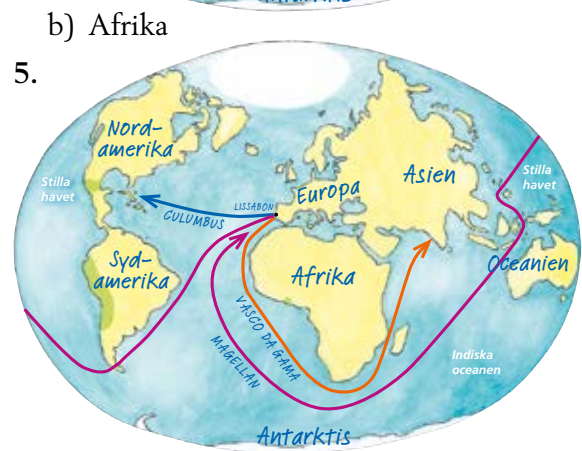 b) Afrika
5.
Nord-
amerika
Stilla
havet
LISSABON
CULUMBUS
Europa
Asien
Stilla
havet
Syd-
amerika
Afrika
Oceanien
VASCO DA GAMA
MAGELLAN
Indiska
oceanen
Antarktis